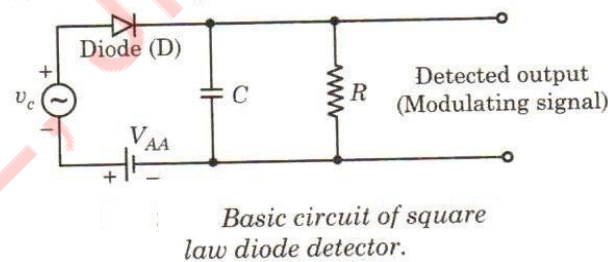 Diode (D)
+
v_c
−
C
R
Detected output
(Modulating signal)
V_AA
+ −
Basic circuit of square
law diode detector.